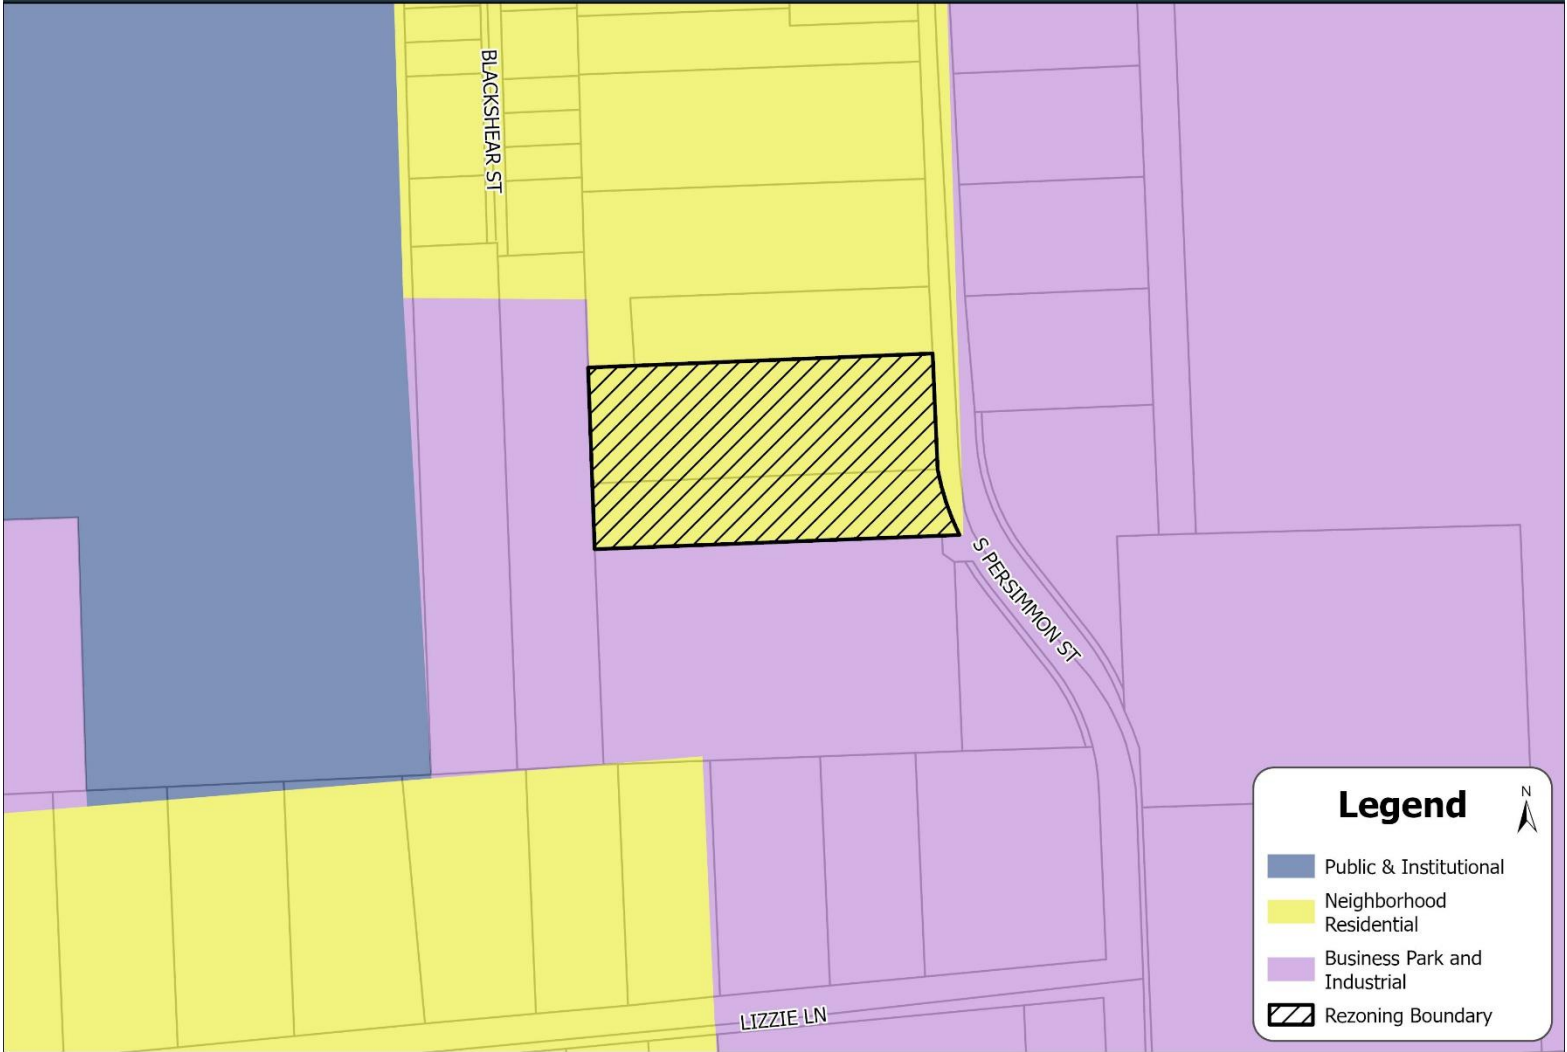 BLACKSHEAR ST
S PERSIMMON ST
LIZZIE LN
Legend
N
Public & Institutional
Neighborhood
Residential
Business Park and
Industrial
Rezoning Boundary